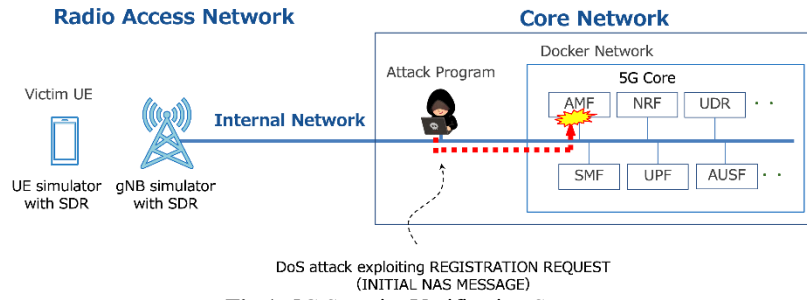 Radio Access Network
Core Network
Docker Network
5G Core
Attack Program
Victim UE
AMF
NRF
UDR
Internal Network
SMF
UPF
AUSF
UE simulator
with SDR
gNB simulator
with SDR
DoS attack exploiting REGISTRATION REQUEST
(INITIAL NAS MESSAGE)